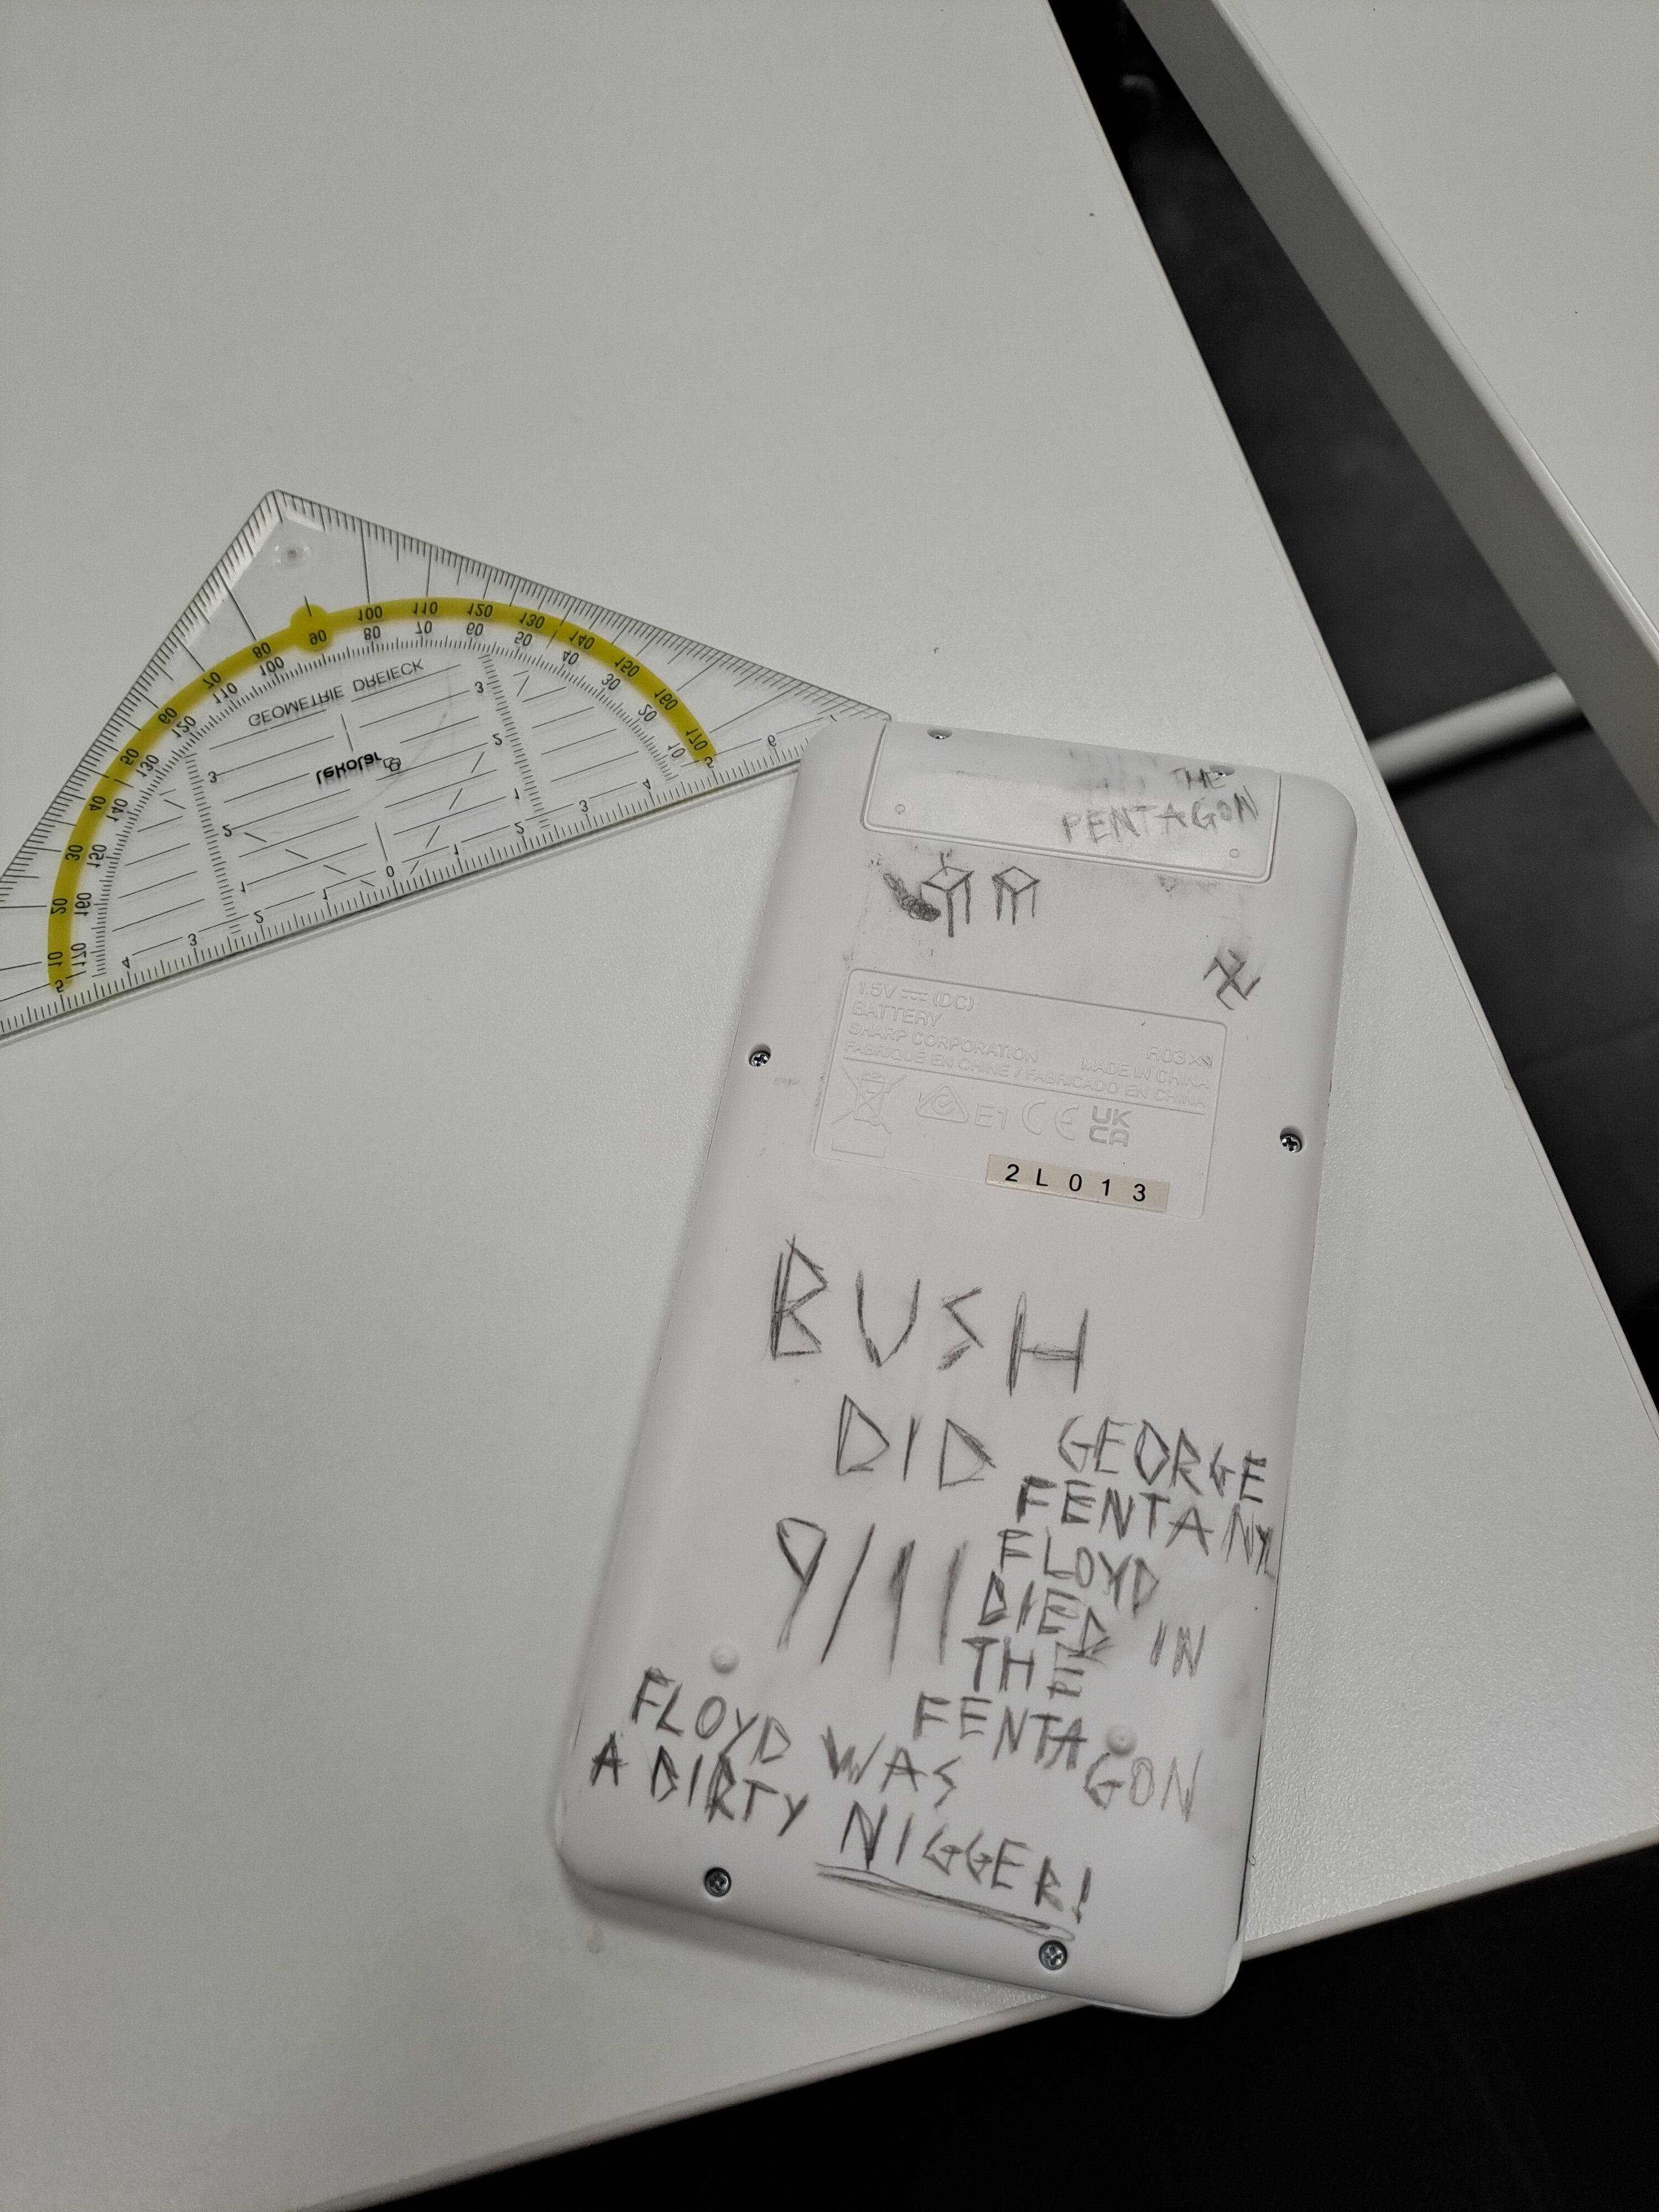 GEOMETRIE DREIECK
lekolar
THE
PENTAGON
1.5V (DC)
BATTERY
SHARP CORPORATION
MADE IN CHINA
FABRIQUÉ EN CHINE / FABRICADO EN CHINA
E1 CE UK
CA
2L013
BUSH
DID
9/11
GEORGE
FENTANYL
FLOYD
DIED IN
THE
FENTAGON
FLOYD WAS
A DIRTY NIGGER!